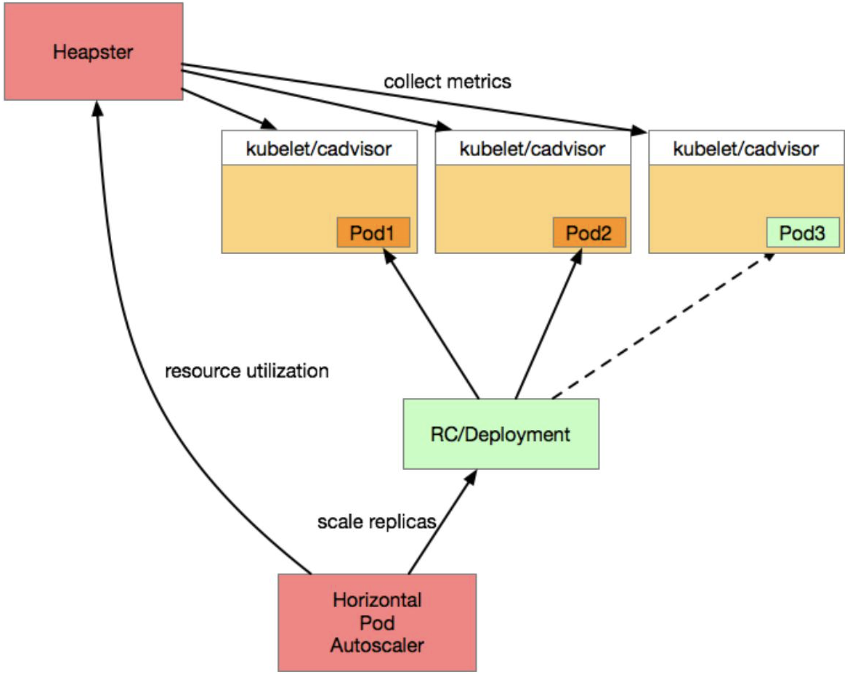 Heapster
collect metrics
kubelet/cadvisor
kubelet/cadvisor
kubelet/cadvisor
Pod1
Pod2
Pod3
resource utilization
RC/Deployment
scale replicas
Horizontal
Pod
Autoscaler